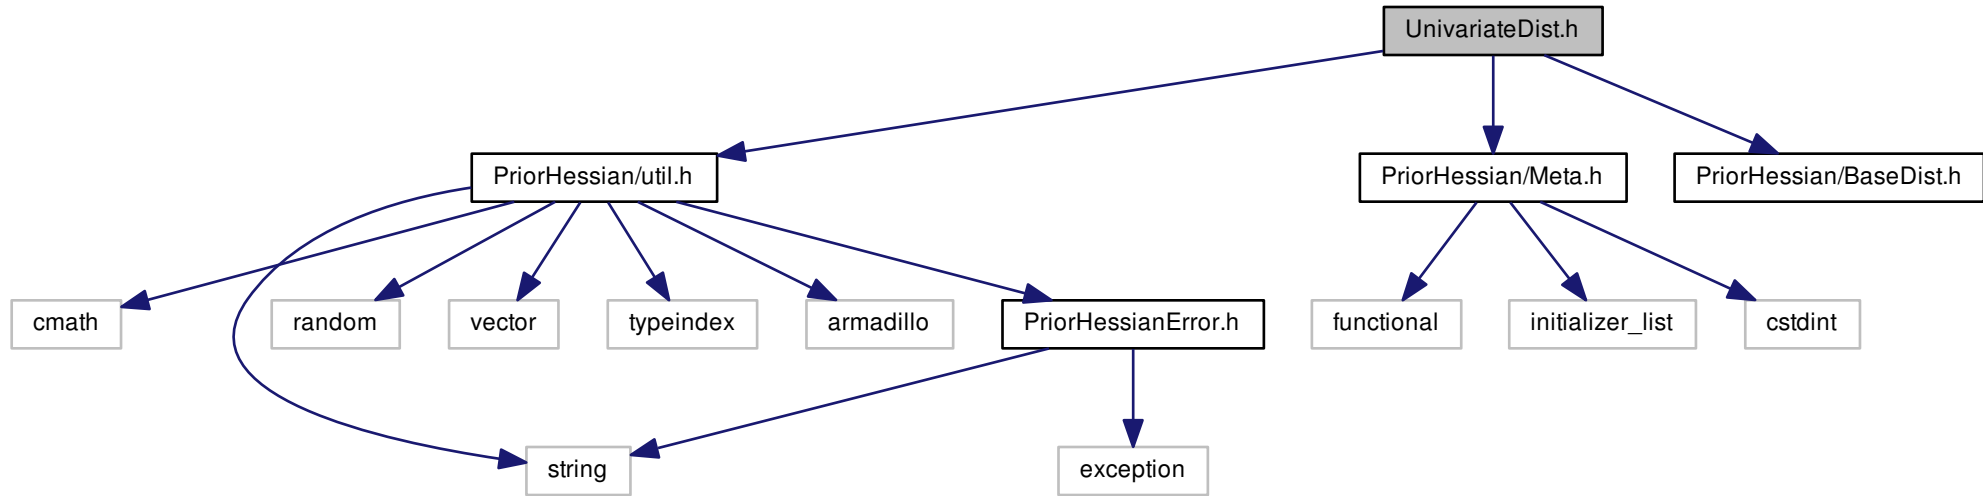 UnivariateDist.h
PriorHessian/util.h
PriorHessian/Meta.h
PriorHessian/BaseDist.h
cmath
random
vector
typeindex
armadillo
PriorHessianError.h
functional
initializer_list
cstdint
string
exception